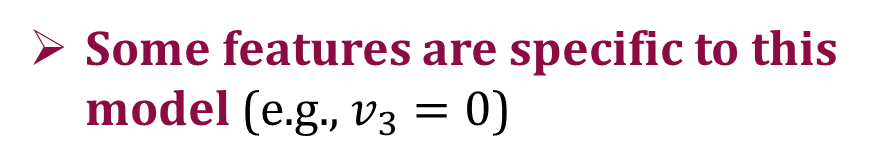 ➢ Some features are specific to this
model (e.g., 𝑣₃ = 0)